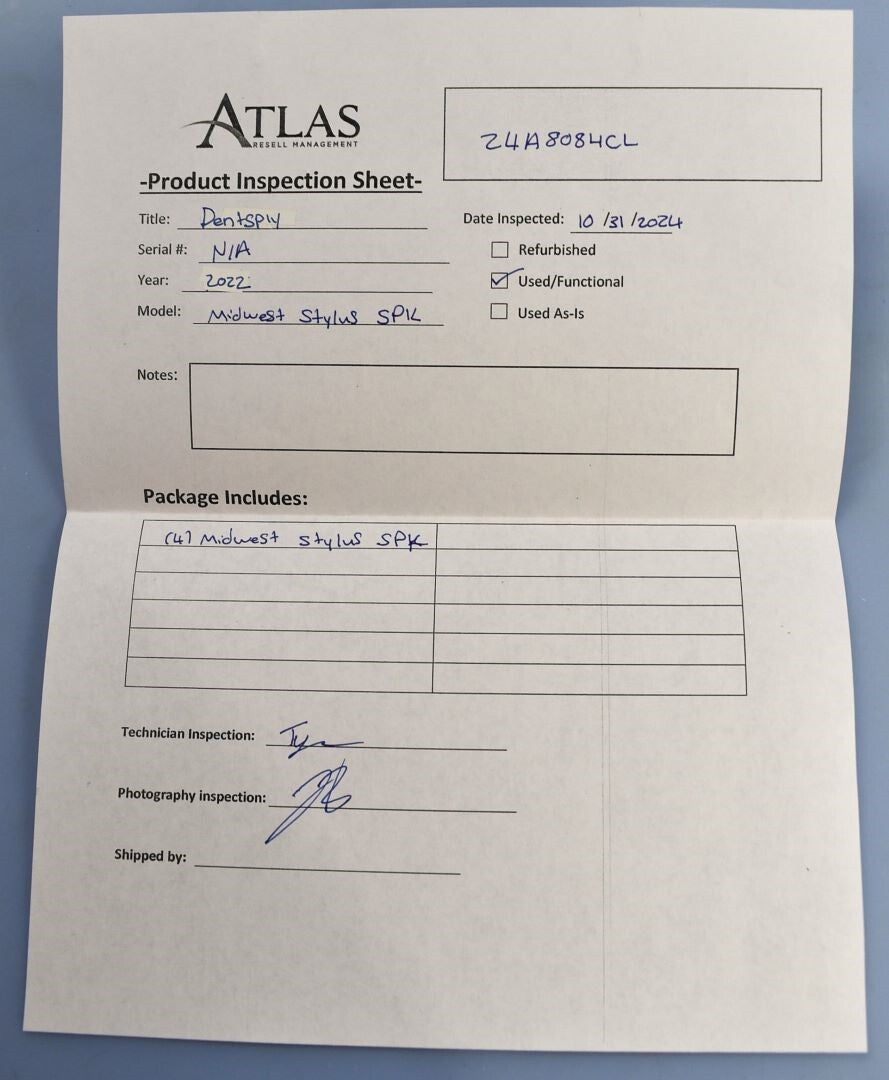 ATLAS
RESELL MANAGEMENT
24A8084CL
-Product Inspection Sheet-
Title: Dentsply
Date Inspected: 10/31/2024
Serial #: N/A
Refurbished
Year: 2022
Used/Functional
Model: Midwest Stylus SPK
Used As-Is
Notes:
Package Includes:
(4) Midwest Stylus SPK
Technician Inspection:
Photography inspection:
Shipped by: